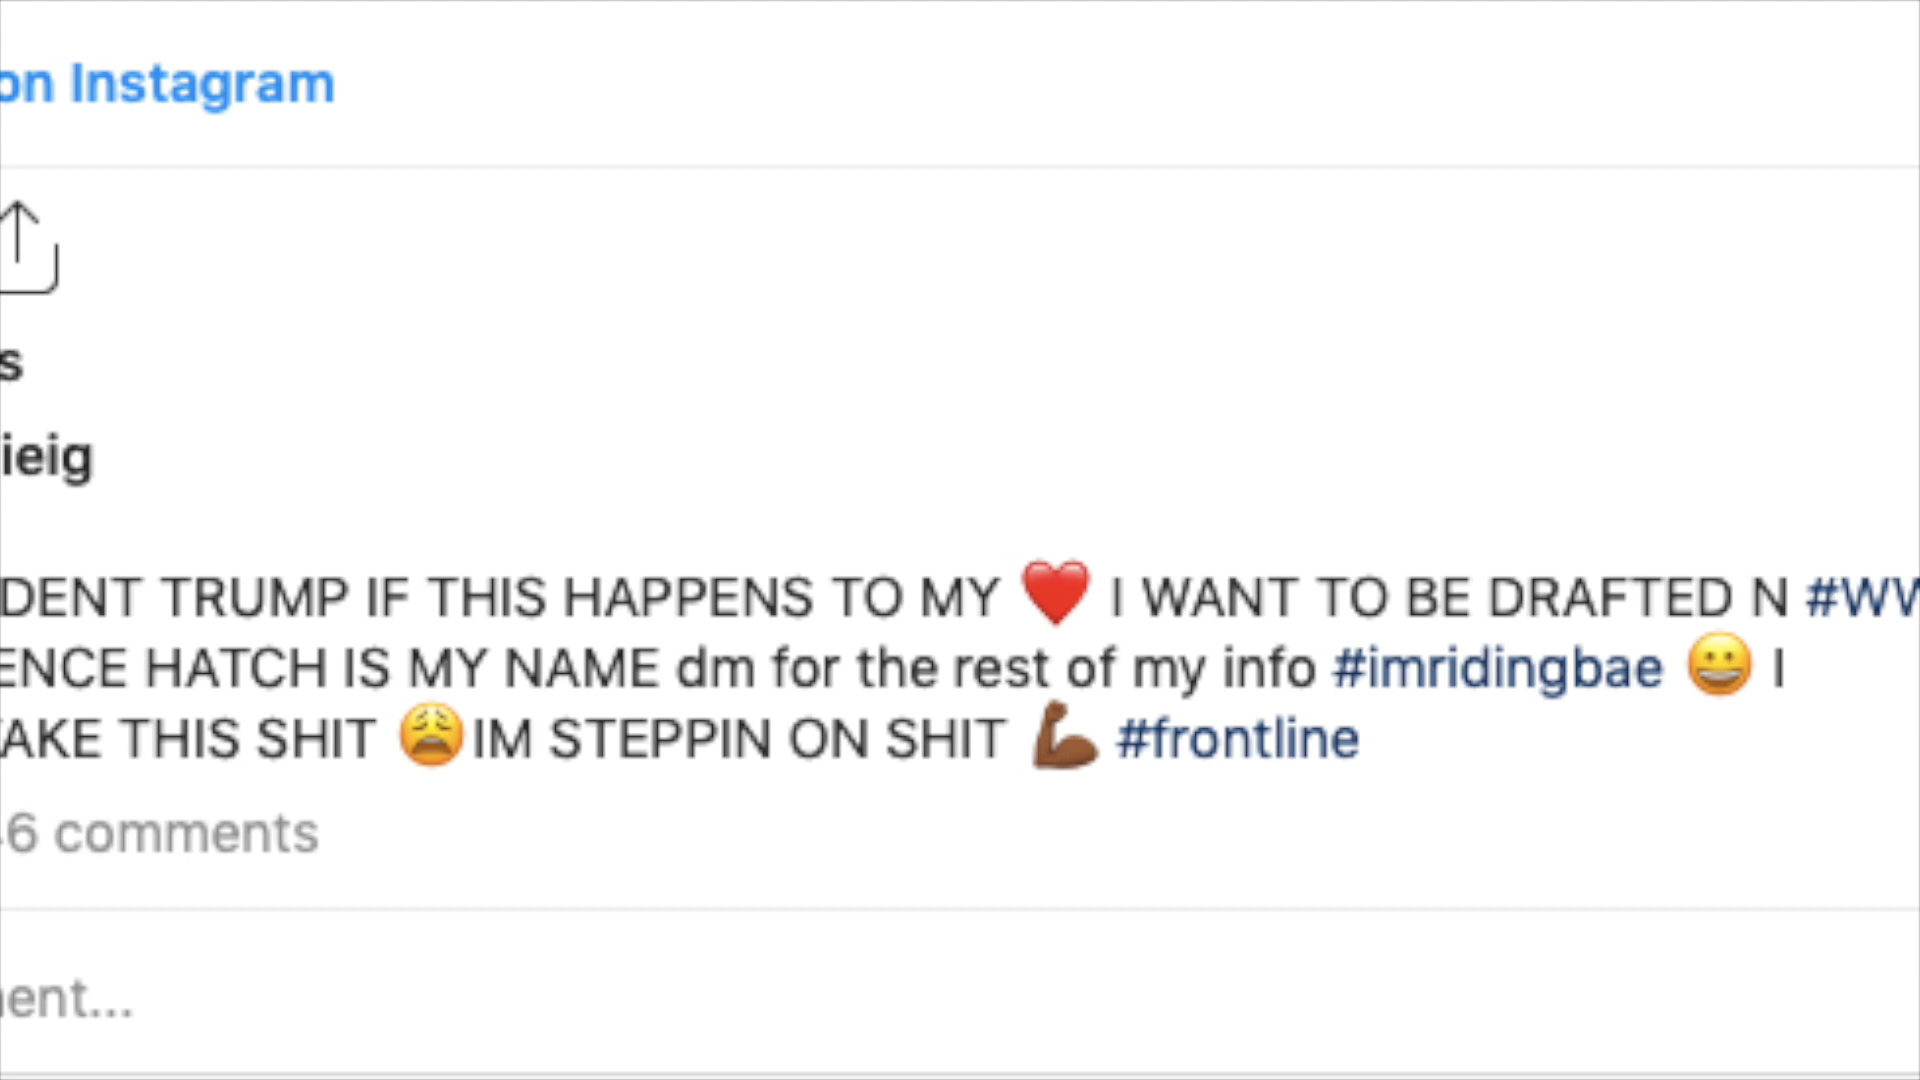 on Instagram
s
ieig
DENT TRUMP IF THIS HAPPENS TO MY ❤️ I WANT TO BE DRAFTED N #WW
ENCE HATCH IS MY NAME dm for the rest of my info #imridingbae 😀 I
AKE THIS SHIT 😩IM STEPPIN ON SHIT 💪🏾 #frontline
6 comments
ent...